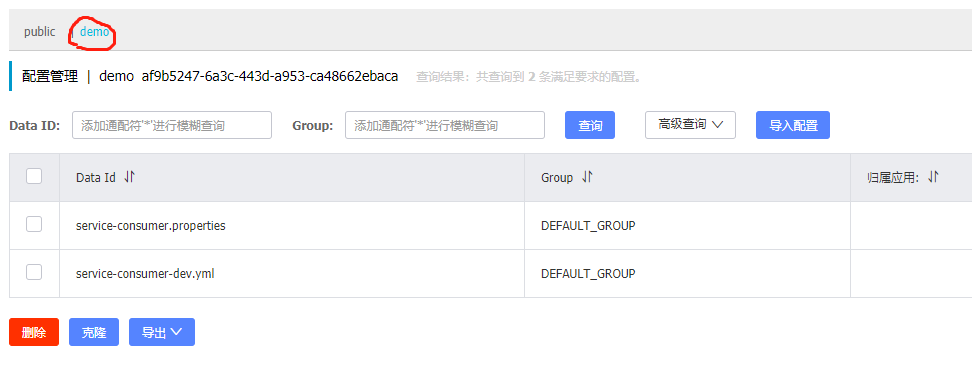 public | demo
配置管理 | demo af9b5247-6a3c-443d-a953-ca48662ebaca 查询结果：共查询到 2 条满足要求的配置。
Data ID: 添加通配符'*'进行模糊查询 Group: 添加通配符'*'进行模糊查询 查询 高级查询 导入配置
Data Id Group 归属应用:
service-consumer.properties DEFAULT_GROUP
service-consumer-dev.yml DEFAULT_GROUP
删除 克隆 导出